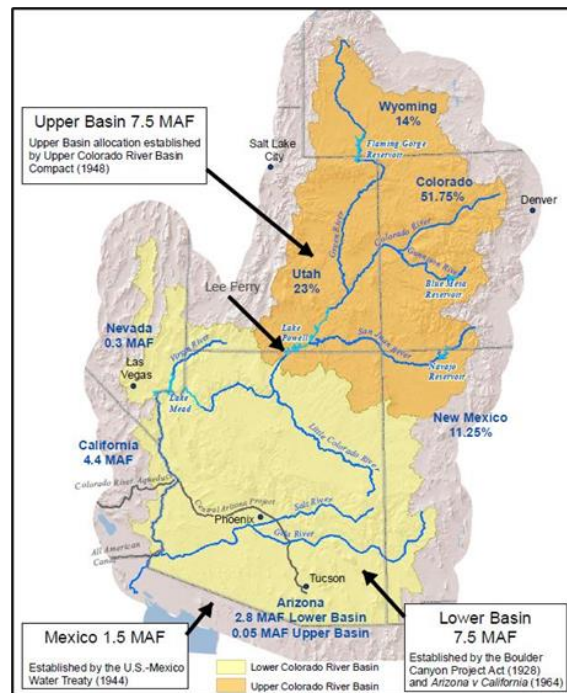 Upper Basin 7.5 MAF
Upper Basin allocation established
by Upper Colorado River Basin
Compact (1948)
Salt Lake
City
Wyoming
14%
Flaming Gorge
Reservoir
Colorado
51.75%
Denver
Green River
Colorado River
Gunnison River
Blue Mesa
Reservoir
Utah
23%
Lee Ferry
Lake
Powell
San Juan River
Navajo
Reservoir
Nevada
0.3 MAF
Las
Vegas
Virgin River
Lake
Mead
New Mexico
11.25%
Little Colorado River
California
4.4 MAF
Colorado River Aqueduct
Central Arizona Project
Salt River
Phoenix
Gila River
All American
Canal
Tucson
Arizona
2.8 MAF Lower Basin
0.05 MAF Upper Basin
Mexico 1.5 MAF
Established by the U.S.-Mexico
Water Treaty (1944)
Lower Basin
7.5 MAF
Established by the Boulder
Canyon Project Act (1928)
and Arizona v California (1964)
Lower Colorado River Basin
Upper Colorado River Basin